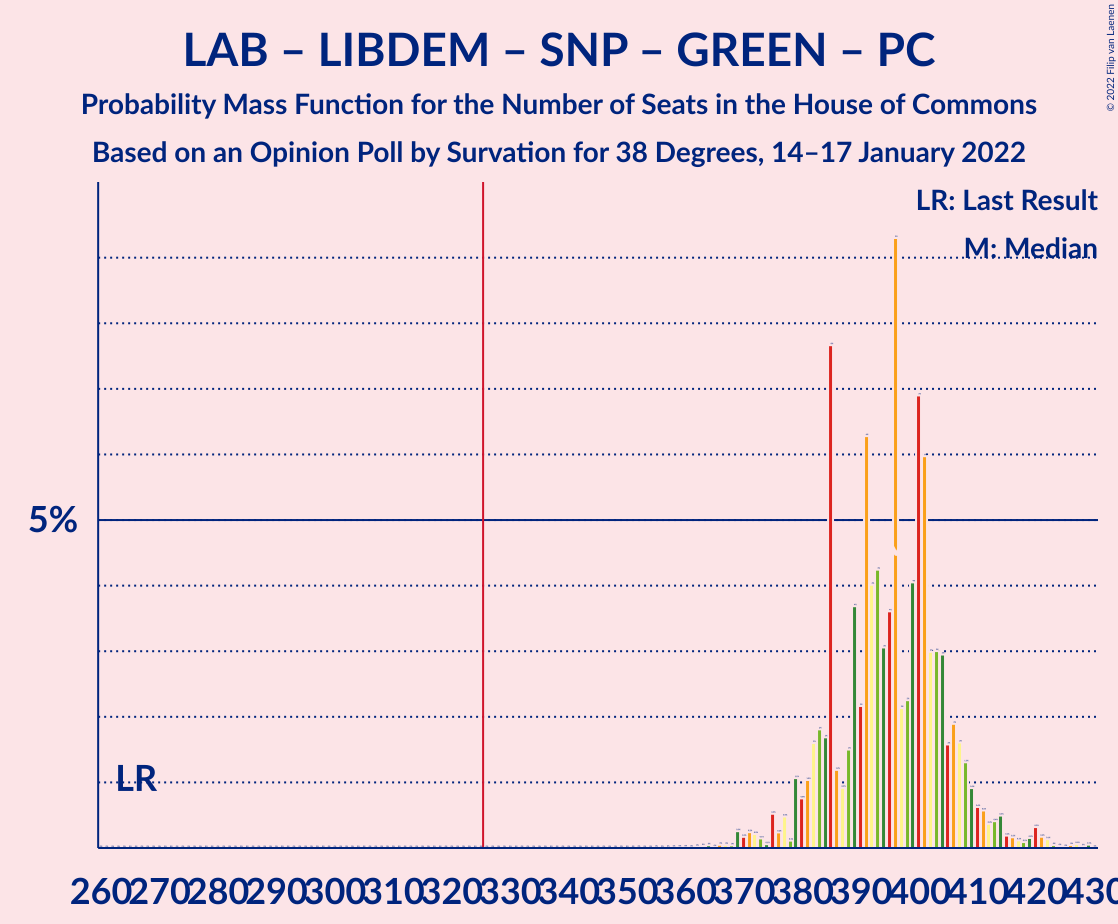 LAB – LIBDEM – SNP – GREEN – PC
Probability Mass Function for the Number of Seats in the House of Commons
Based on an Opinion Poll by Survation for 38 Degrees, 14–17 January 2022
© 2022 Filip van Laenen
LR: Last Result
M: Median
5%
LR
260 270 280 290 300 310 320 330 340 350 360 370 380 390 400 410 420 430